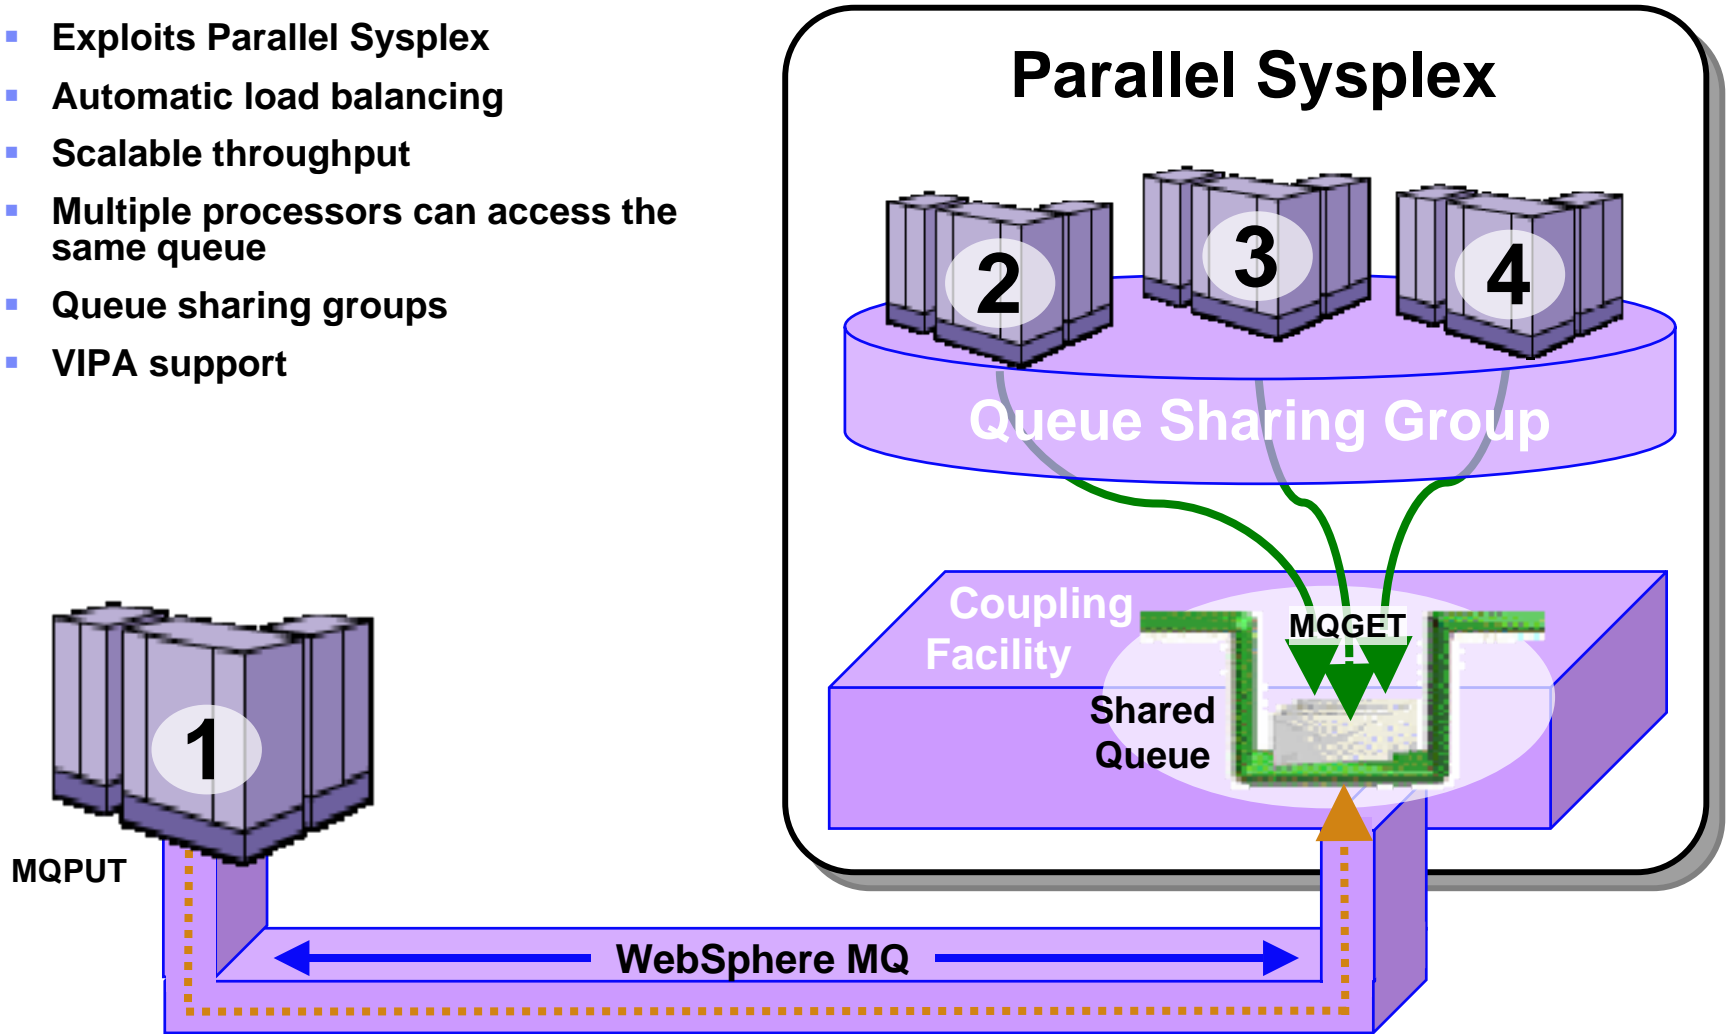 Exploits Parallel Sysplex
Automatic load balancing
Scalable throughput
Multiple processors can access the
same queue
Queue sharing groups
VIPA support
Parallel Sysplex
2
3
4
Queue Sharing Group
Coupling
Facility
MQGET
Shared
Queue
1
MQPUT
WebSphere MQ